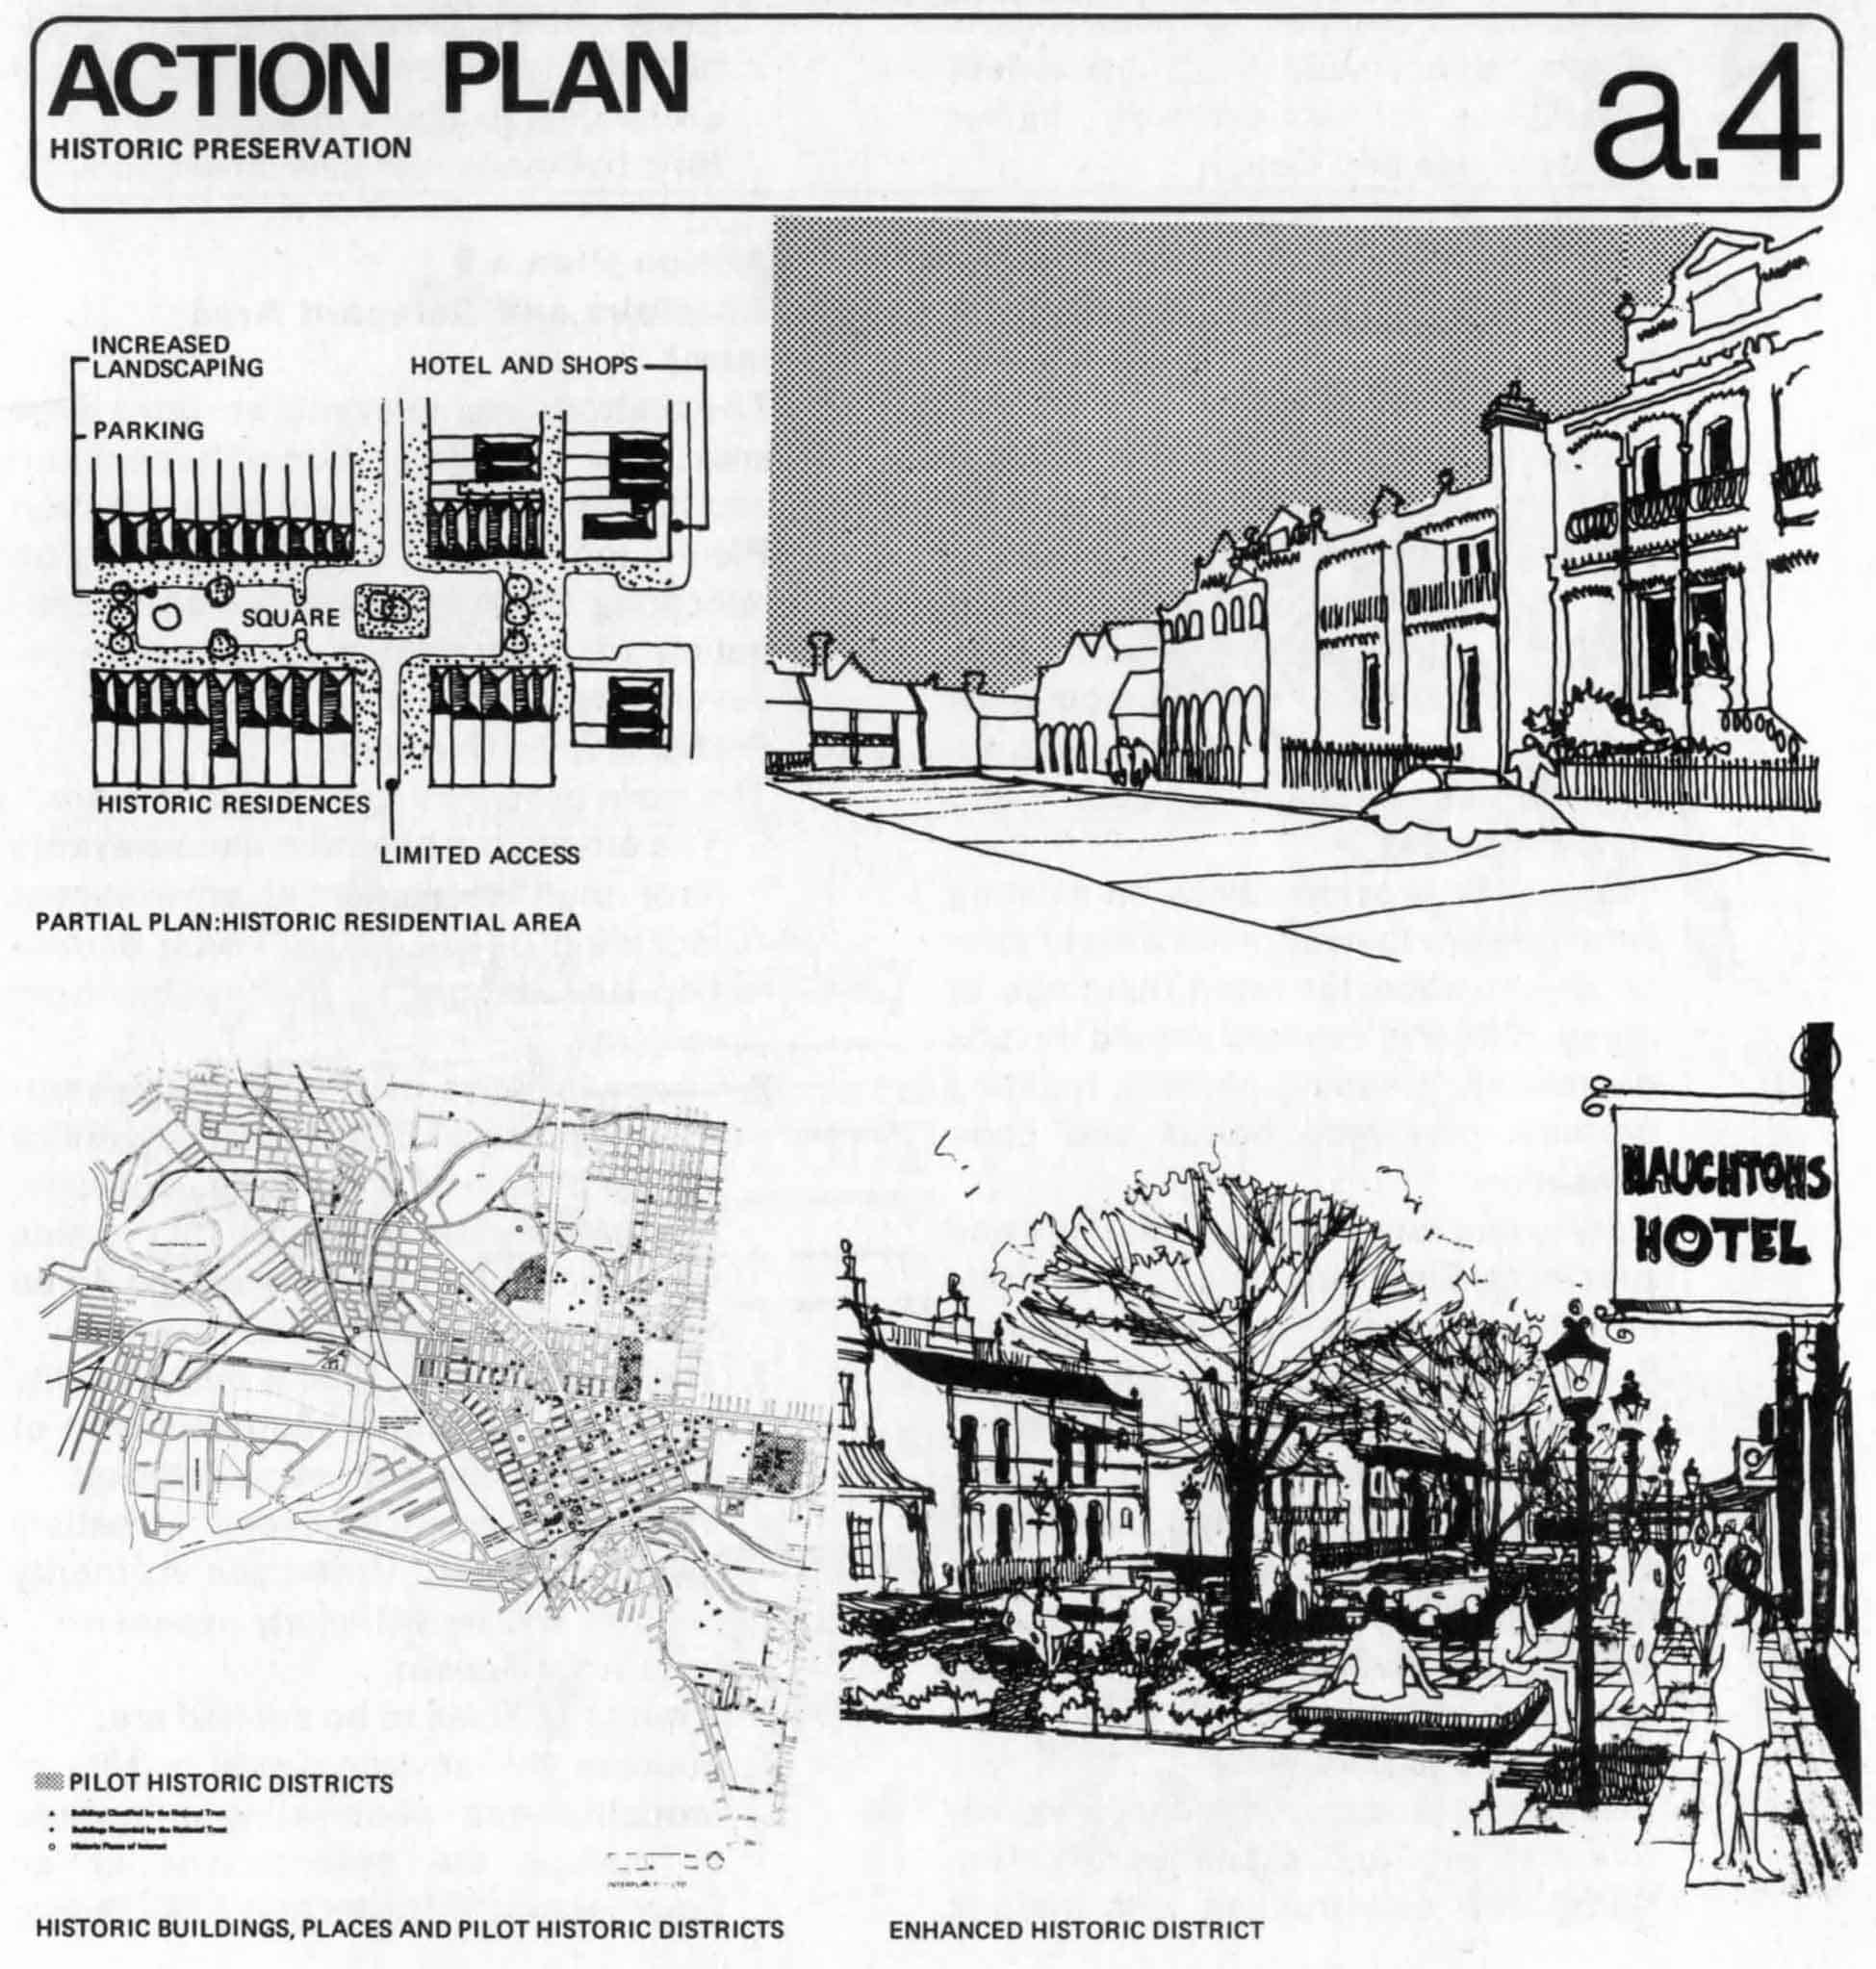 ACTION PLAN
HISTORIC PRESERVATION
a.4
INCREASED
LANDSCAPING
HOTEL AND SHOPS
PARKING
SQUARE
HISTORIC RESIDENCES
LIMITED ACCESS
PARTIAL PLAN:HISTORIC RESIDENTIAL AREA
NAUGHTONS
HOTEL
PILOT HISTORIC DISTRICTS
Buildings Classified by the National Trust
Buildings Recorded by the National Trust
Historic Places of Interest
HISTORIC BUILDINGS, PLACES AND PILOT HISTORIC DISTRICTS
ENHANCED HISTORIC DISTRICT